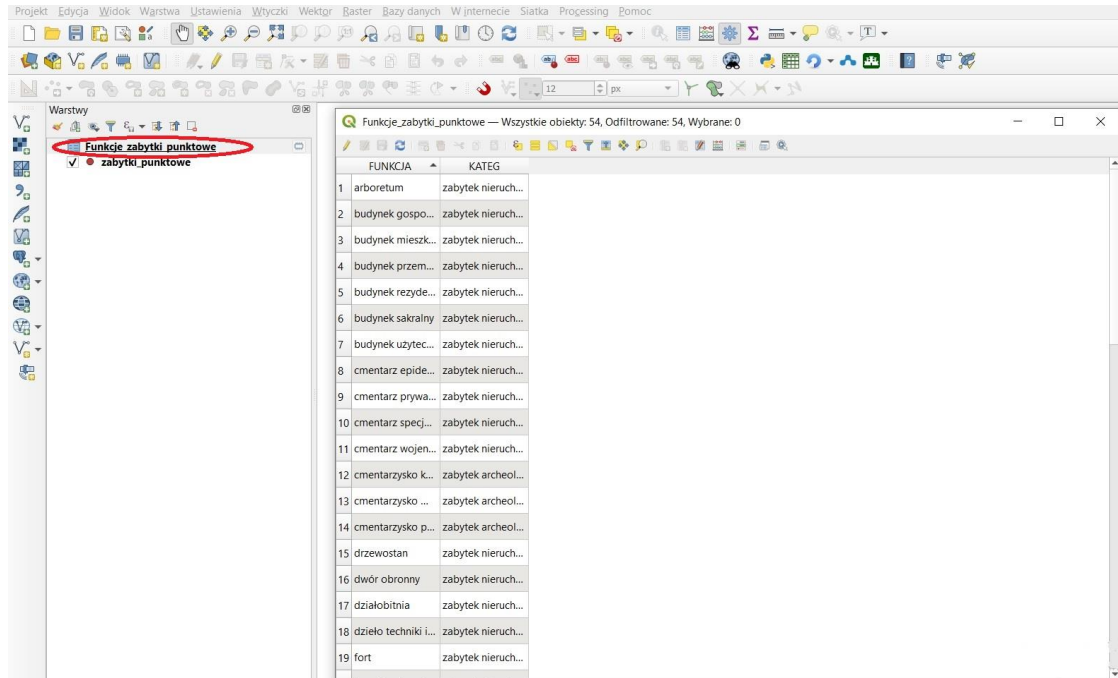 Projekt Edycja Widok Warstwa Ustawienia Wtyczki Wektor Raster Bazy danych W internecie Siatka Processing Pomoc
12 px
Warstwy
Funkcje_zabytki_punktowe
zabytki_punktowe
Funkcje_zabytki_punktowe — Wszystkie obiekty: 54, Odfiltrowane: 54, Wybrane: 0
FUNKCJA KATEG
1 arboretum zabytek nieruch...
2 budynek gospo... zabytek nieruch...
3 budynek mieszk... zabytek nieruch...
4 budynek przem... zabytek nieruch...
5 budynek rezyde... zabytek nieruch...
6 budynek sakralny zabytek nieruch...
7 budynek użytec... zabytek nieruch...
8 cmentarz epide... zabytek nieruch...
9 cmentarz prywa... zabytek nieruch...
10 cmentarz specj... zabytek nieruch...
11 cmentarz wojen... zabytek nieruch...
12 cmentarzysko k... zabytek archeol...
13 cmentarzysko ... zabytek archeol...
14 cmentarzysko p... zabytek archeol...
15 drzewostan zabytek nieruch...
16 dwór obronny zabytek nieruch...
17 działobitnia zabytek nieruch...
18 dzieło techniki i... zabytek nieruch...
19 fort zabytek nieruch...